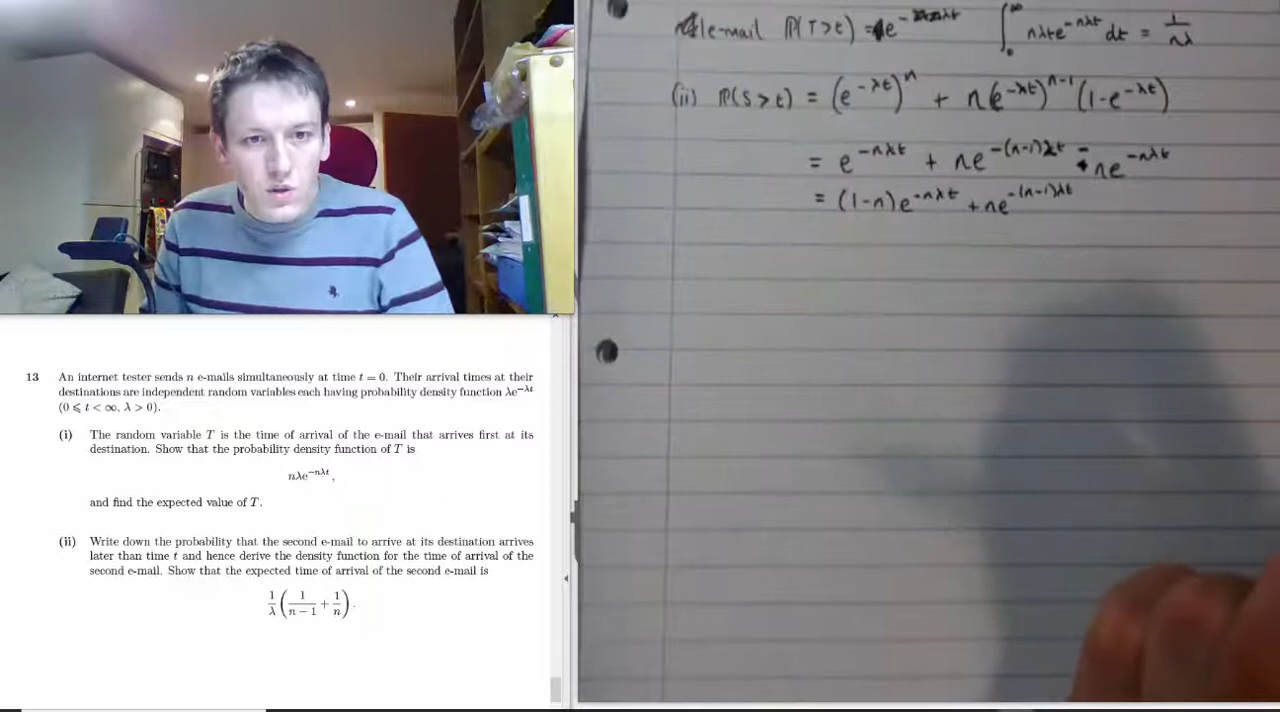 13 An internet tester sends n e-mails simultaneously at time t = 0. Their arrival times at their
destinations are independent random variables each having probability density function λe^{−λt}
(0 ⩽ t < ∞, λ > 0).
(i) The random variable T is the time of arrival of the e-mail that arrives first at its
destination. Show that the probability density function of T is
nλe^{−nλt},
and find the expected value of T.
(ii) Write down the probability that the second e-mail to arrive at its destination arrives
later than time t and hence derive the density function for the time of arrival of the
second e-mail. Show that the expected time of arrival of the second e-mail is
1/λ (1/(n−1) + 1/n).
1 e-mail ℙ(T>t) = e^{-λt} ∫_0^∞ nλte^{-nλt} dt = 1/nλ
(ii) ℙ(S>t) = (e^{-λt})^n + n(e^{-λt})^{n-1}(1-e^{-λt})
= e^{-nλt} + ne^{-(n-1)λt} - ne^{-nλt}
= (1-n)e^{-nλt} + ne^{-(n-1)λt}